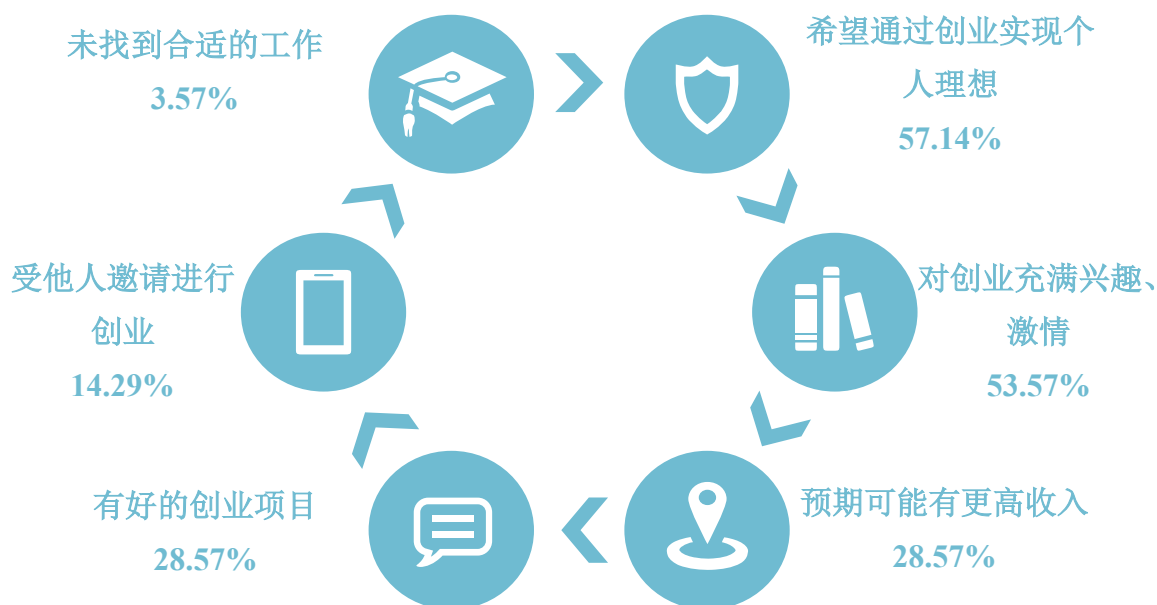 未找到合适的工作
3.57%
希望通过创业实现个
人理想
57.14%
受他人邀请进行
创业
14.29%
对创业充满兴趣、
激情
53.57%
有好的创业项目
28.57%
预期可能有更高收入
28.57%